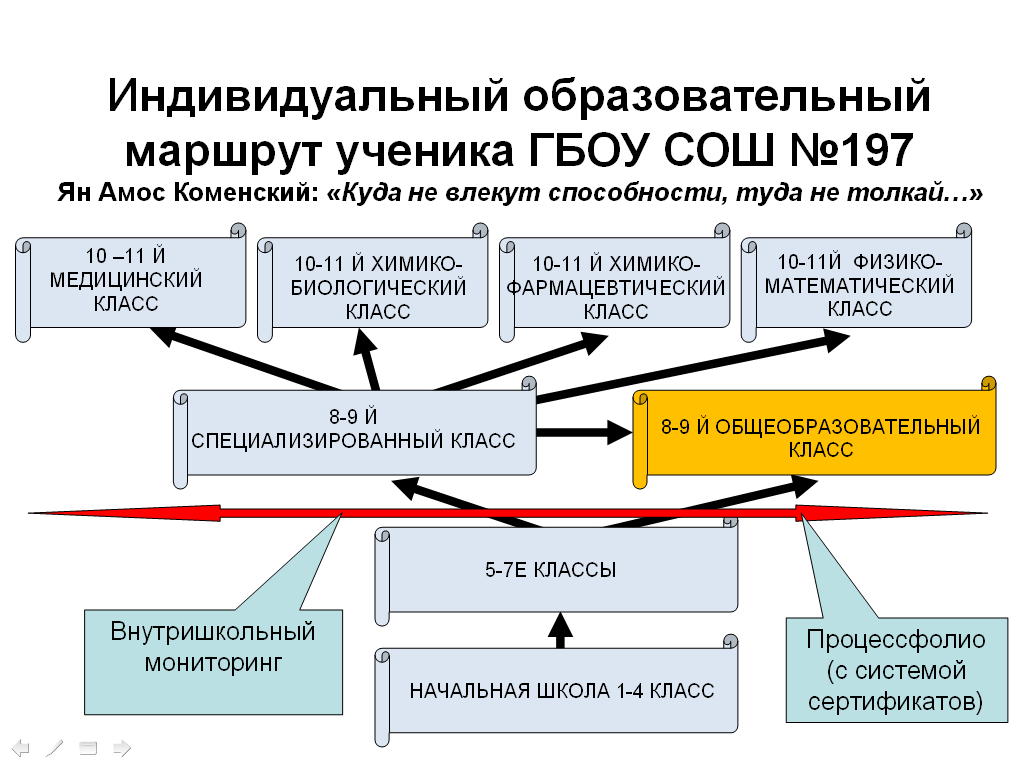 Индивидуальный образовательный
маршрут ученика ГБОУ СОШ №197
Ян Амос Коменский: «Куда не влекут способности, туда не толкай…»
10 –11 Й
МЕДИЦИНСКИЙ
КЛАСС
10-11 Й ХИМИКО-
БИОЛОГИЧЕСКИЙ
КЛАСС
10-11 Й ХИМИКО-
ФАРМАЦЕВТИЧЕСКИЙ
КЛАСС
10-11Й ФИЗИКО-
МАТЕМАТИЧЕСКИЙ
КЛАСС
8-9 Й
СПЕЦИАЛИЗИРОВАННЫЙ КЛАСС
8-9 Й ОБЩЕОБРАЗОВАТЕЛЬНЫЙ
КЛАСС
5-7Е КЛАССЫ
Внутришкольный
мониторинг
Процессфолио
(с системой
сертификатов)
НАЧАЛЬНАЯ ШКОЛА 1-4 КЛАСС